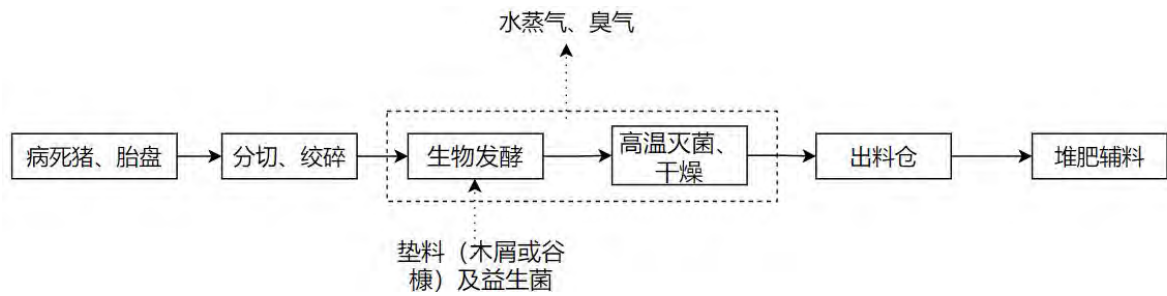 水蒸气、臭气
病死猪、胎盘
分切、绞碎
生物发酵
高温灭菌、
干燥
出料仓
堆肥辅料
垫料（木屑或谷
糠）及益生菌